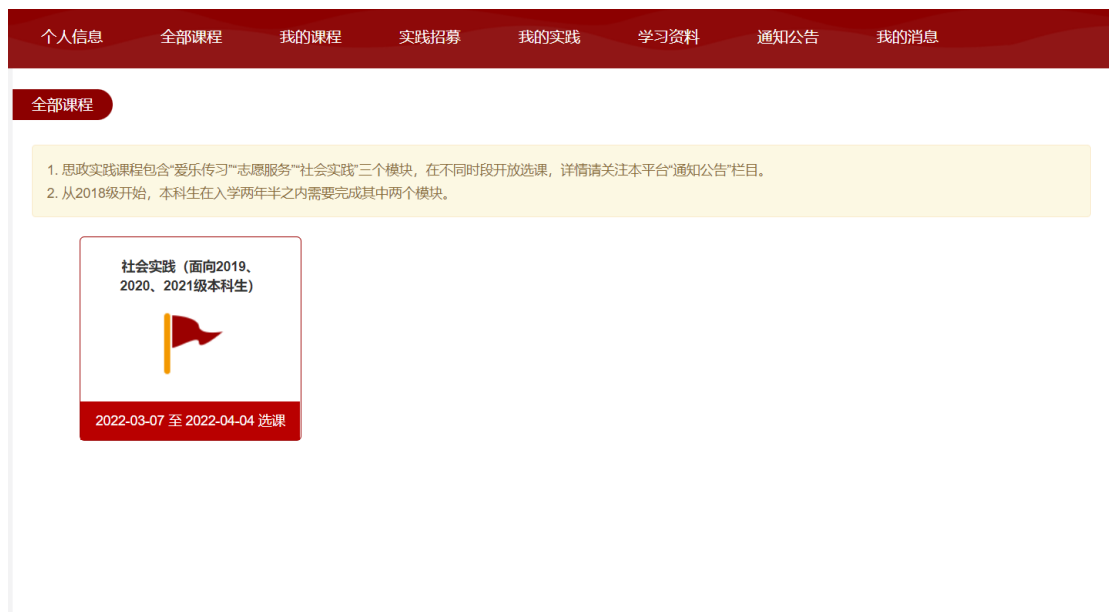 个人信息 全部课程 我的课程 实践招募 我的实践 学习资料 通知公告 我的消息
全部课程
1. 思政实践课程包含“爱乐传习”“志愿服务”“社会实践”三个模块，在不同时段开放选课，详情请关注本平台“通知公告”栏目。
2. 从2018级开始，本科生在入学两年半之内需要完成其中两个模块。
社会实践（面向2019、
2020、2021级本科生）
2022-03-07 至 2022-04-04 选课